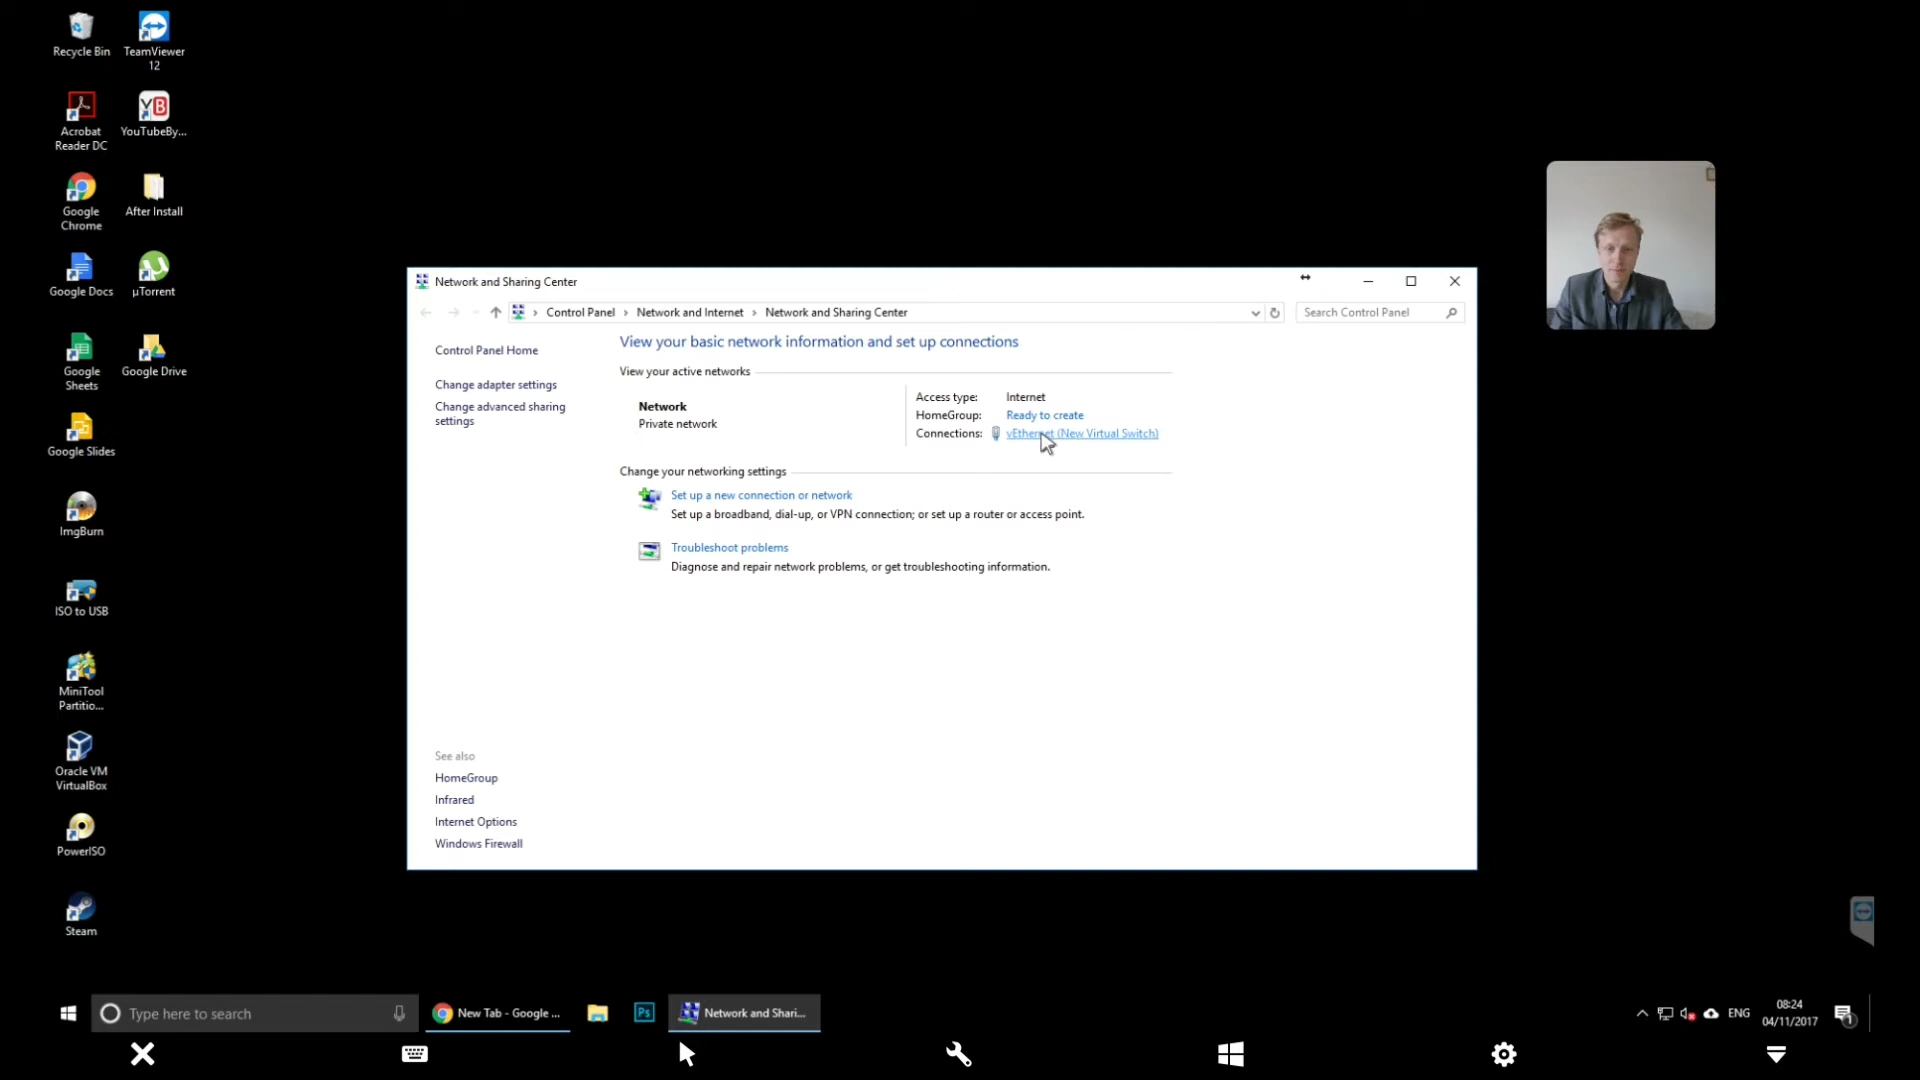 Recycle Bin
TeamViewer
12
Acrobat
Reader DC
YouTubeBy...
Google
Chrome
After Install
Google Docs
µTorrent
Google
Sheets
Google Drive
Google Slides
ImgBurn
ISO to USB
MiniTool
Partitio...
Oracle VM
VirtualBox
PowerISO
Steam
Network and Sharing Center
Control Panel › Network and Internet › Network and Sharing Center
Search Control Panel
Control Panel Home
Change adapter settings
Change advanced sharing
settings
See also
HomeGroup
Infrared
Internet Options
Windows Firewall
View your basic network information and set up connections
View your active networks
Network
Private network
Access type: Internet
HomeGroup: Ready to create
Connections: vEthernet (New Virtual Switch)
Change your networking settings
Set up a new connection or network
Set up a broadband, dial-up, or VPN connection; or set up a router or access point.
Troubleshoot problems
Diagnose and repair network problems, or get troubleshooting information.
Type here to search
New Tab - Google ...
Ps
Network and Shari...
ENG
08:24
04/11/2017
1